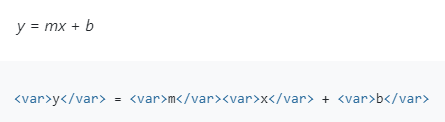 y = mx + b
<var>y</var> = <var>m</var><var>x</var> + <var>b</var>